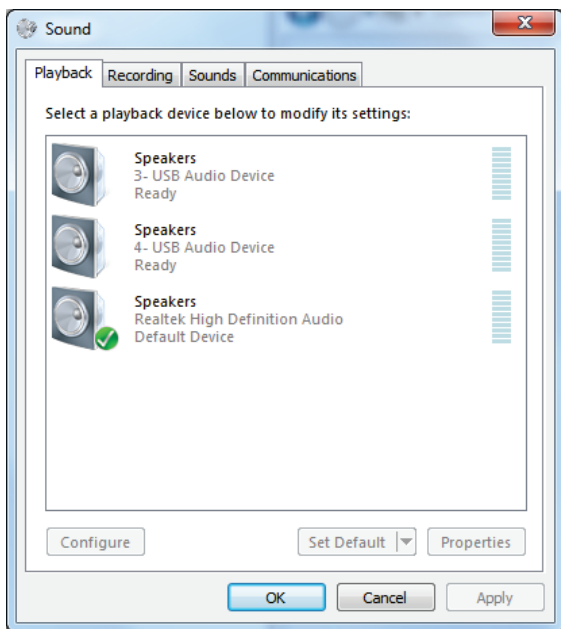 Sound
Playback Recording Sounds Communications
Select a playback device below to modify its settings:
Speakers
3- USB Audio Device
Ready
Speakers
4- USB Audio Device
Ready
Speakers
Realtek High Definition Audio
Default Device
Configure Set Default Properties
OK Cancel Apply